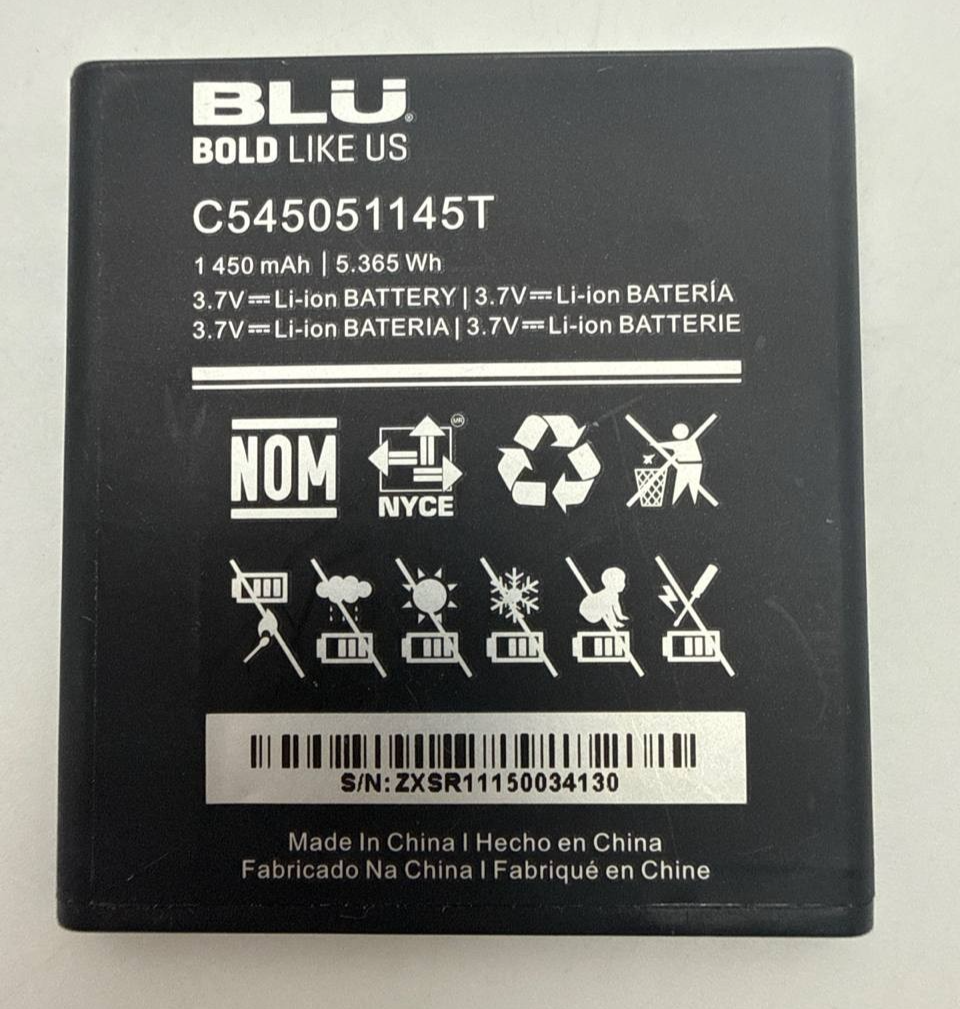 BLU®
BOLD LIKE US
C545051145T
1 450 mAh | 5.365 Wh
3.7V⎓Li-ion BATTERY | 3.7V⎓Li-ion BATERÍA
3.7V⎓Li-ion BATERIA | 3.7V⎓Li-ion BATTERIE
NOM
NYCE
S/N: ZXSR11150034130
Made In China I Hecho en China
Fabricado Na China I Fabriqué en Chine